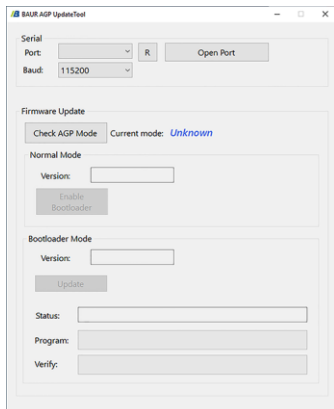 BAUR AGP UpdateTool
Serial
Port: R Open Port
Baud: 115200
Firmware Update
Check AGP Mode Current mode: Unknown
Normal Mode
Version:
Enable
Bootloader
Bootloader Mode
Version:
Update
Status:
Program:
Verify: